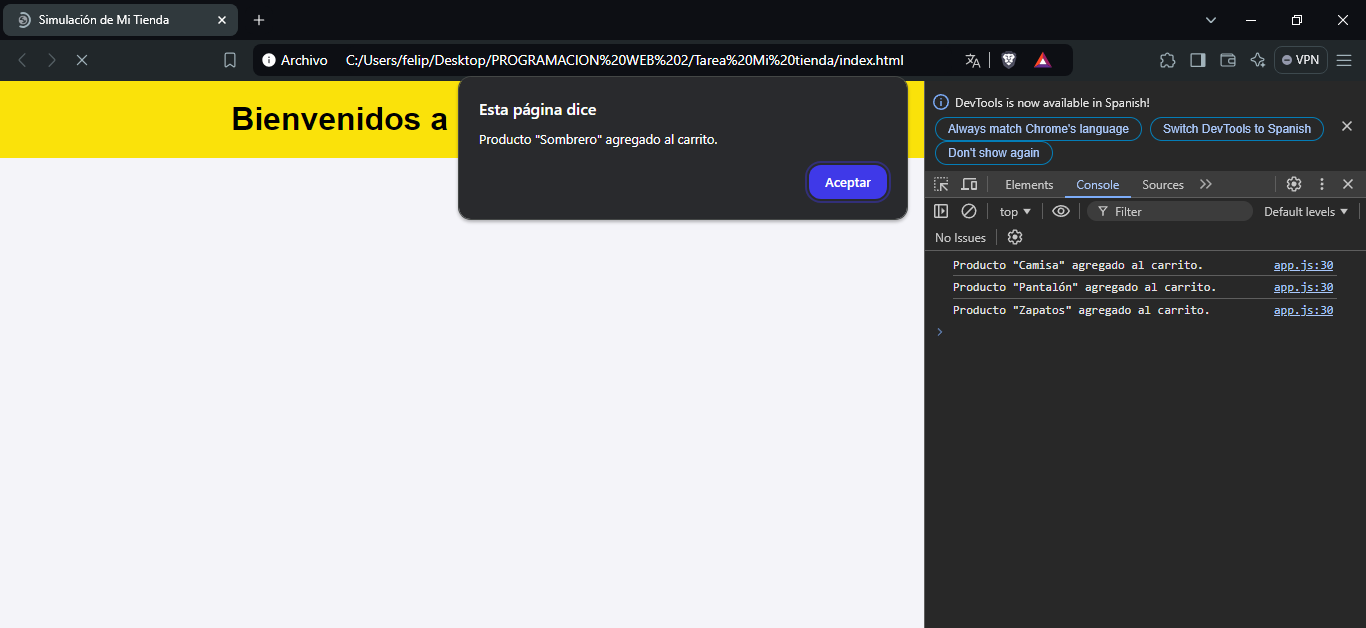 Simulación de Mi Tienda
Archivo C:/Users/felip/Desktop/PROGRAMACION%20WEB%202/Tarea%20Mi%20tienda/index.html
VPN
Bienvenidos a
Esta página dice
Producto "Sombrero" agregado al carrito.
Aceptar
DevTools is now available in Spanish!
Always match Chrome's language Switch DevTools to Spanish
Don't show again
Elements Console Sources
top Filter Default levels
No Issues
Producto "Camisa" agregado al carrito. app.js:30
Producto "Pantalón" agregado al carrito. app.js:30
Producto "Zapatos" agregado al carrito. app.js:30